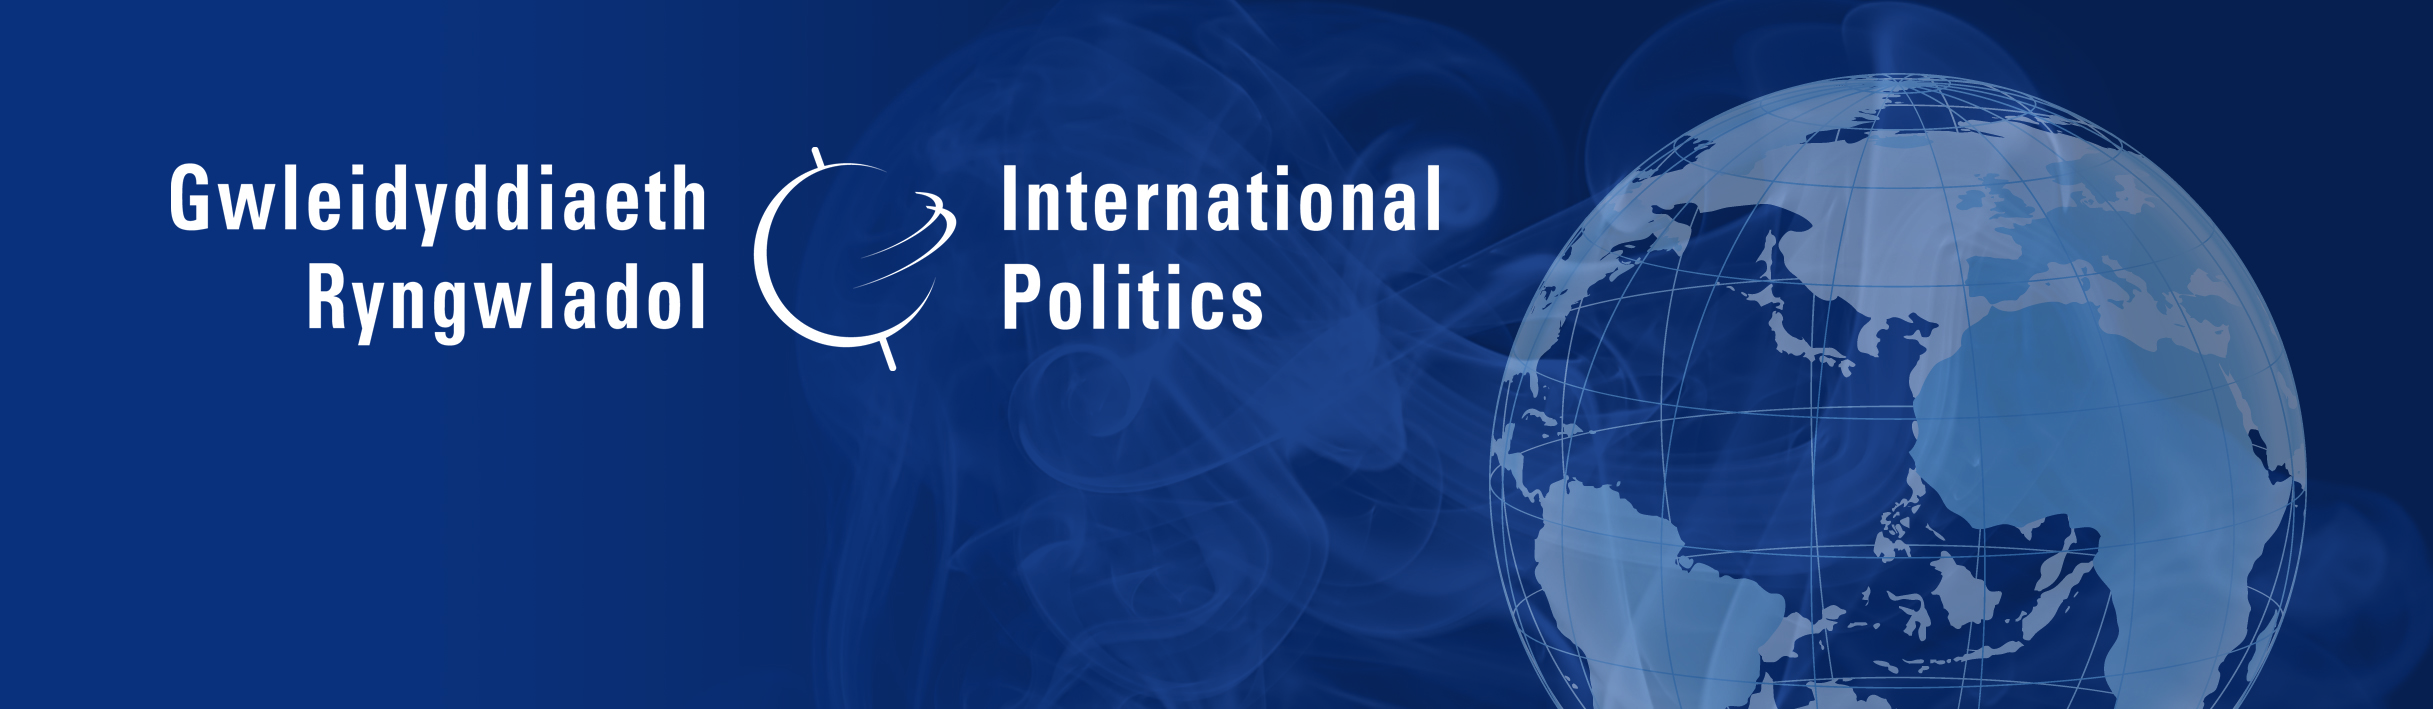 Gwleidyddiaeth
Ryngwladol
International
Politics